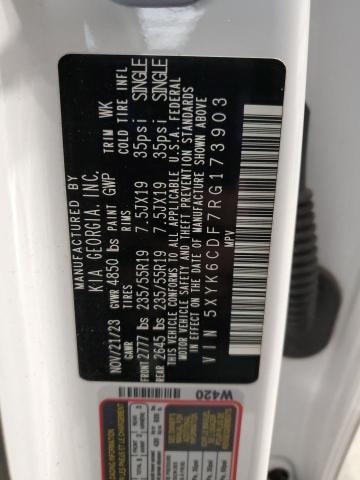 MANUFACTURED BY
KIA GEORGIA, INC.
NOV/21/23 GVWR 4850 lbs PAINT GWP TRIM WK
TIRES RIMS COLD TIRE INFL
FRONT 2777 lbs 235/55R19 7.5JX19 35psi SINGLE
REAR 2645 lbs 235/55R19 7.5JX19 35psi SINGLE
THIS VEHICLE CONFORMS TO ALL APPLICABLE U.S.A. FEDERAL
MOTOR VEHICLE SAFETY AND THEFT PREVENTION STANDARDS
IN EFFECT ON THE DATE OF MANUFACTURE SHOWN ABOVE
VIN 5XYK6CDF7RG173903
MPV
W420